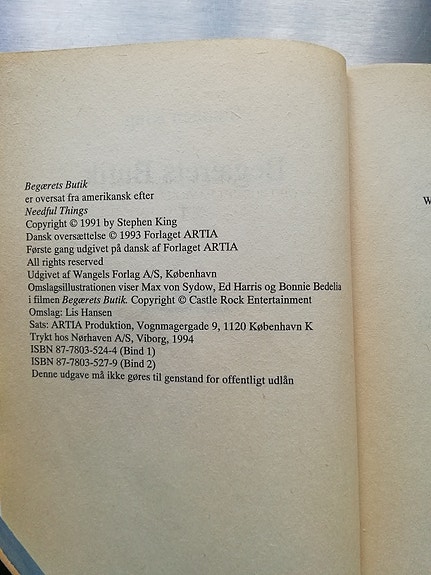 Begærets Butik
er oversat fra amerikansk efter
Needful Things
Copyright © 1991 by Stephen King
Dansk oversættelse © 1993 Forlaget ARTIA
Første gang udgivet på dansk af Forlaget ARTIA
All rights reserved
Udgivet af Wangels Forlag A/S, København
Omslagsillustrationen viser Max von Sydow, Ed Harris og Bonnie Bedelia
i filmen Begærets Butik. Copyright © Castle Rock Entertainment
Omslag: Lis Hansen
Sats: ARTIA Produktion, Vognmagergade 9, 1120 København K
Trykt hos Nørhaven A/S, Viborg, 1994
ISBN 87-7803-524-4 (Bind 1)
ISBN 87-7803-527-9 (Bind 2)
Denne udgave må ikke gøres til genstand for offentligt udlån